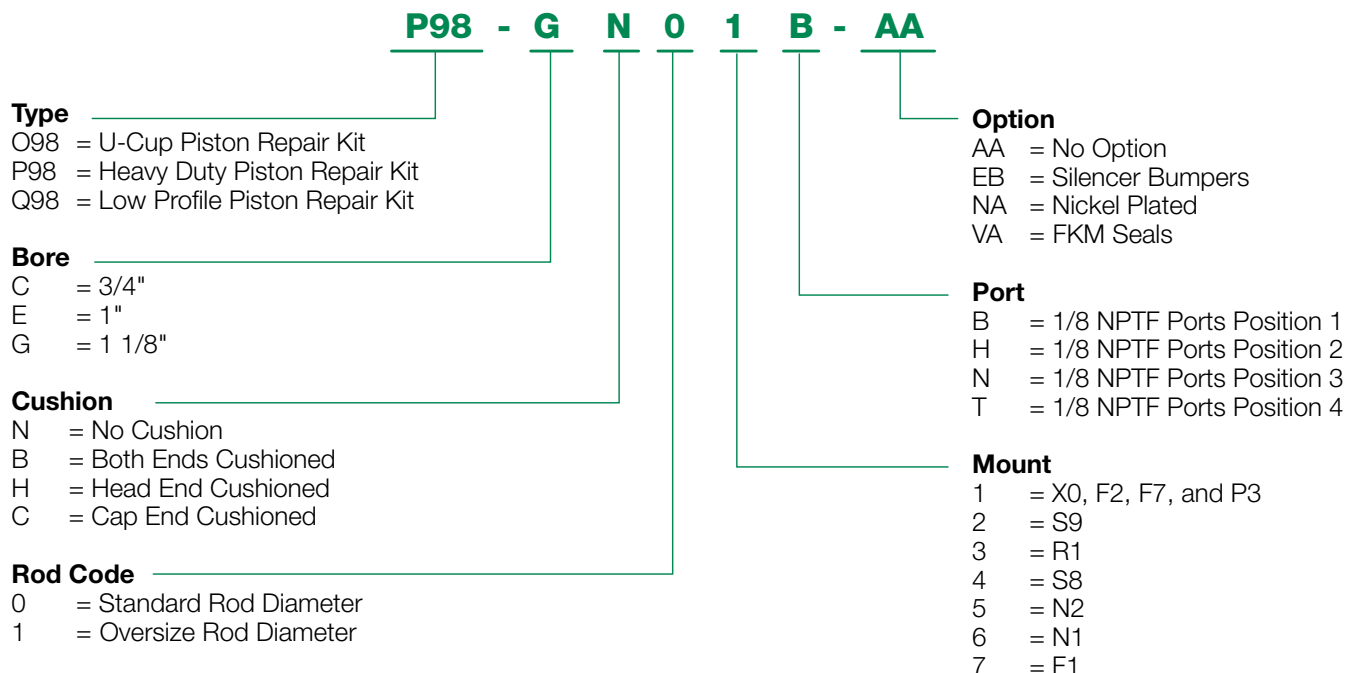 P98 - G N 0 1 B - AA
Type
O98 = U-Cup Piston Repair Kit
P98 = Heavy Duty Piston Repair Kit
Q98 = Low Profile Piston Repair Kit
Bore
C = 3/4"
E = 1"
G = 1 1/8"
Cushion
N = No Cushion
B = Both Ends Cushioned
H = Head End Cushioned
C = Cap End Cushioned
Rod Code
0 = Standard Rod Diameter
1 = Oversize Rod Diameter
Option
AA = No Option
EB = Silencer Bumpers
NA = Nickel Plated
VA = FKM Seals
Port
B = 1/8 NPTF Ports Position 1
H = 1/8 NPTF Ports Position 2
N = 1/8 NPTF Ports Position 3
T = 1/8 NPTF Ports Position 4
Mount
1 = X0, F2, F7, and P3
2 = S9
3 = R1
4 = S8
5 = N2
6 = N1
7 = F1